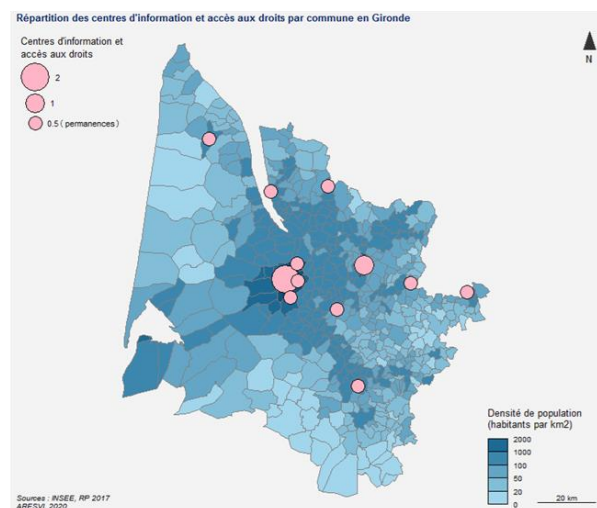 Répartition des centres d'information et accès aux droits par commune en Gironde
Centres d'information et
accès aux droits
2
1
0.5 ( permanences )
N
Densité de population
(habitants par km2)
2000
1000
100
50
20
0
20 km
Sources : INSEE, RP 2017
ARESVI, 2020